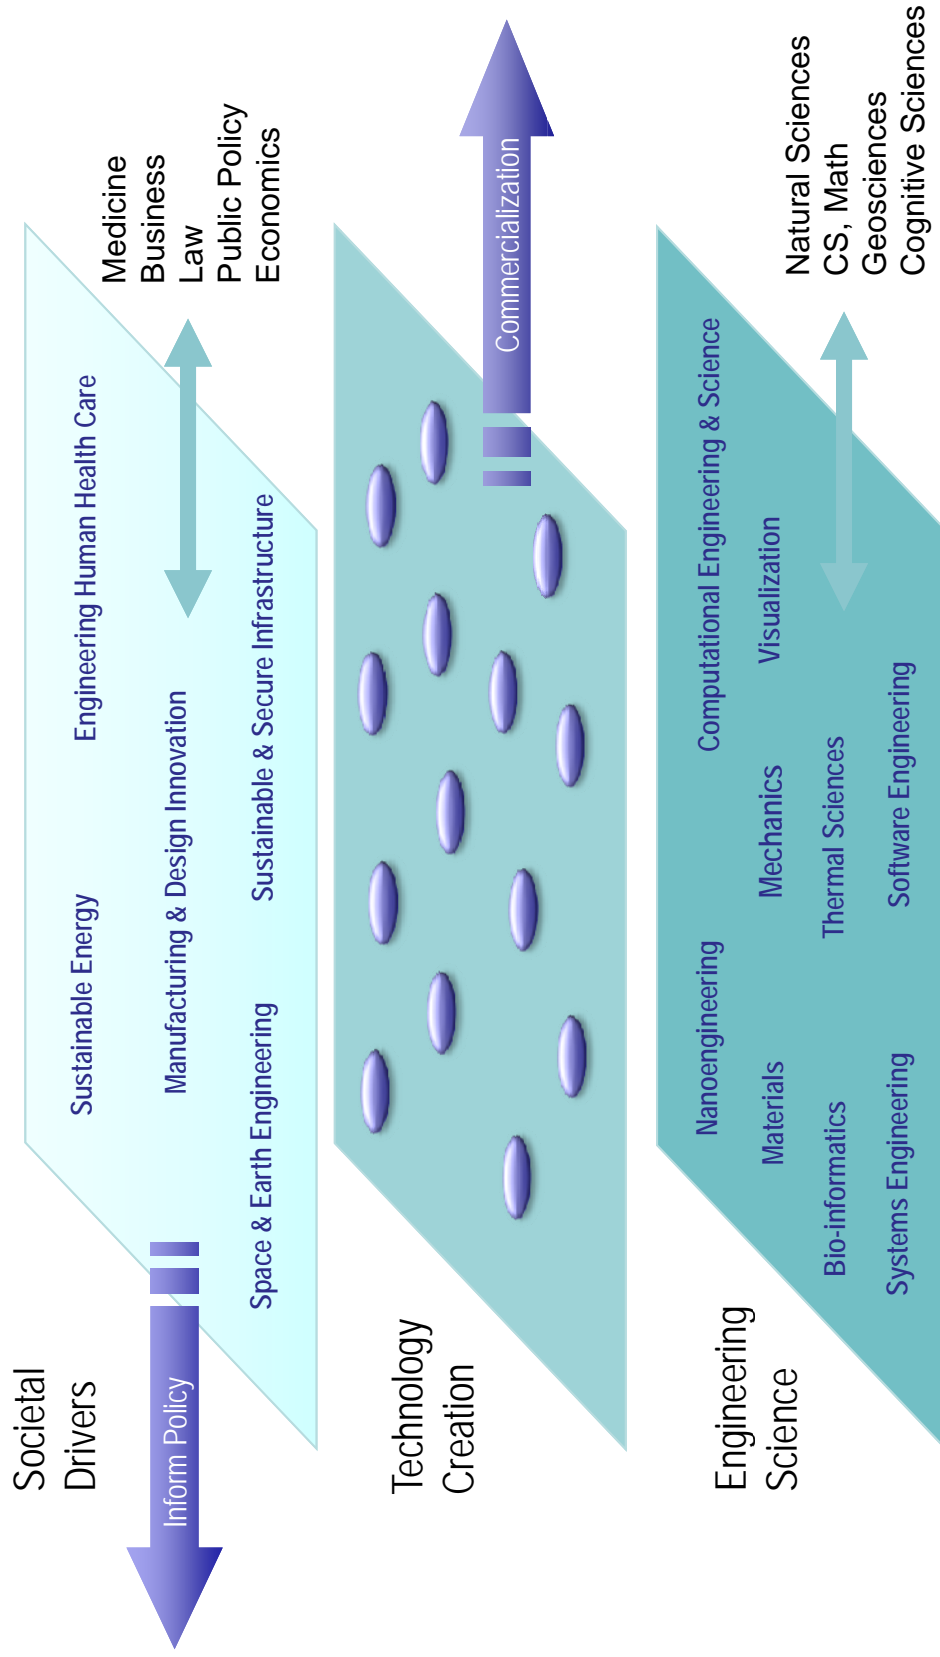 Societal
Drivers
Inform Policy
Sustainable Energy
Engineering Human Health Care
Manufacturing & Design Innovation
Space & Earth Engineering
Sustainable & Secure Infrastructure
Medicine
Business
Law
Public Policy
Economics
Technology
Creation
Commercialization
Engineering
Science
Nanoengineering
Computational Engineering & Science
Materials
Mechanics
Visualization
Bio-informatics
Thermal Sciences
Systems Engineering
Software Engineering
Natural Sciences
CS, Math
Geosciences
Cognitive Sciences